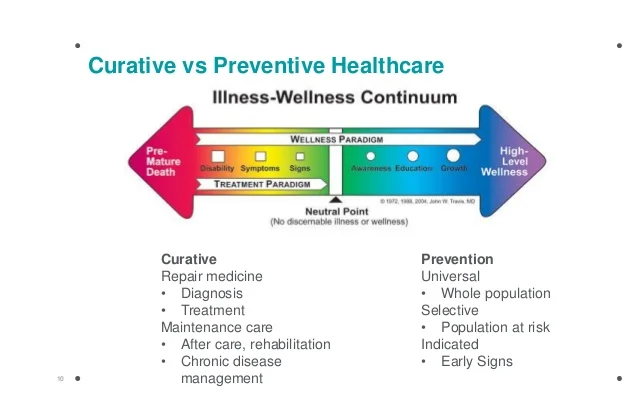 Curative vs Preventive Healthcare
Illness-Wellness Continuum
WELLNESS PARADIGM
Pre-
Mature
Death
Disability Symptoms Signs
Awareness Education Growth
High-
Level
Wellness
TREATMENT PARADIGM
© 1972, 1988, 2004, John W. Travis, MD
Neutral Point
(No discernable illness or wellness)
Curative
Repair medicine
• Diagnosis
• Treatment
Maintenance care
• After care, rehabilitation
• Chronic disease
management
Prevention
Universal
• Whole population
Selective
• Population at risk
Indicated
• Early Signs
10